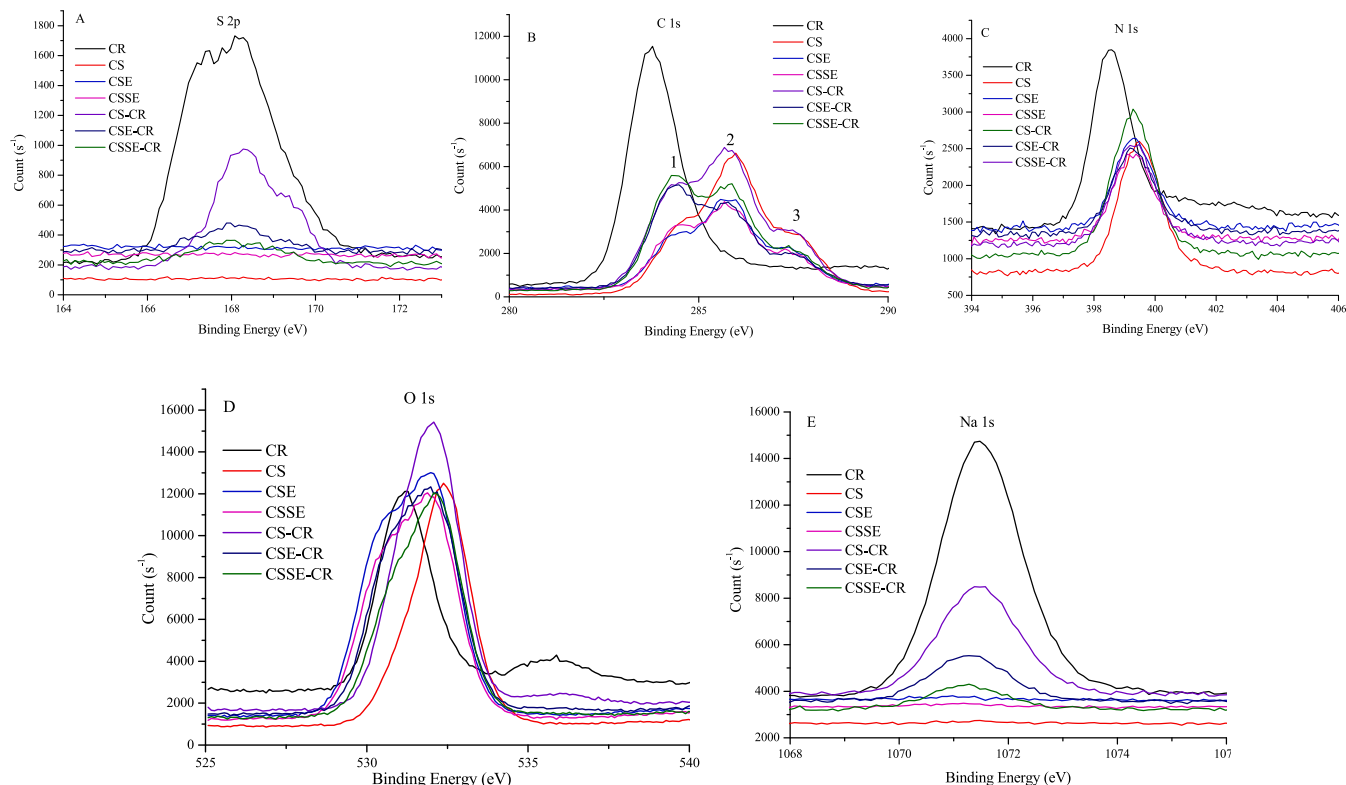 A
S 2p
CR
CS
CSE
CSSE
CS-CR
CSE-CR
CSSE-CR
Count (s⁻¹)
1800
1600
1400
1200
1000
800
600
400
200
0
164
166
168
170
172
Binding Energy (eV)
B
C 1s
CR
CS
CSE
CSSE
CS-CR
CSE-CR
CSSE-CR
1
2
3
Count (s⁻¹)
12000
10000
8000
6000
4000
2000
0
280
285
290
Binding Energy (eV)
C
N 1s
CR
CS
CSE
CSSE
CS-CR
CSE-CR
CSSE-CR
Count (s⁻¹)
4000
3500
3000
2500
2000
1500
1000
500
394
396
398
400
402
404
406
Binding Energy (eV)
D
O 1s
CR
CS
CSE
CSSE
CS-CR
CSE-CR
CSSE-CR
Count (s⁻¹)
16000
14000
12000
10000
8000
6000
4000
2000
0
525
530
535
540
Binding Energy (eV)
E
Na 1s
CR
CS
CSE
CSSE
CS-CR
CSE-CR
CSSE-CR
Count (s⁻¹)
16000
14000
12000
10000
8000
6000
4000
2000
1068
1070
1072
1074
107
Binding Energy (eV)